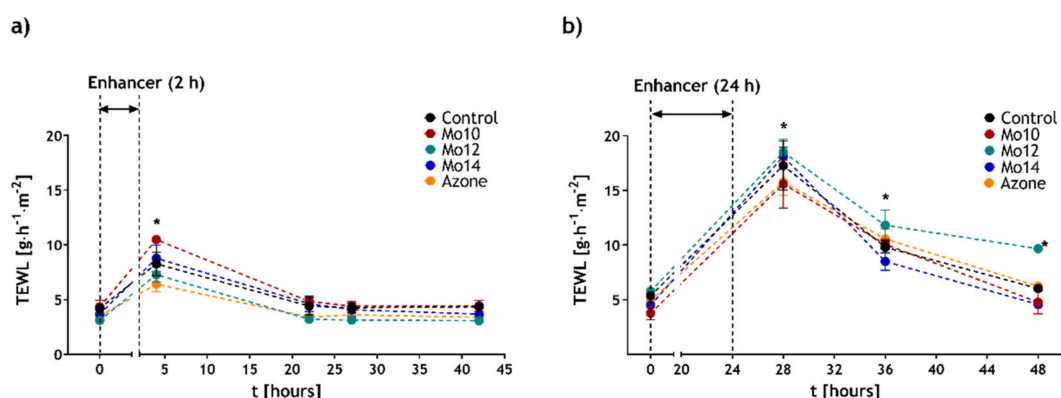 a)
Enhancer (2 h)
Control
Mo10
Mo12
Mo14
Azone
TEWL [g·h⁻¹·m⁻²]
20
15
10
5
0
*
0 5 10 15 20 25 30 35 40 45
t [hours]
b)
Enhancer (24 h)
Control
Mo10
Mo12
Mo14
Azone
TEWL [g·h⁻¹·m⁻²]
20
15
10
5
0
*
*
*
0 20 24 28 32 36 40 44 48
t [hours]